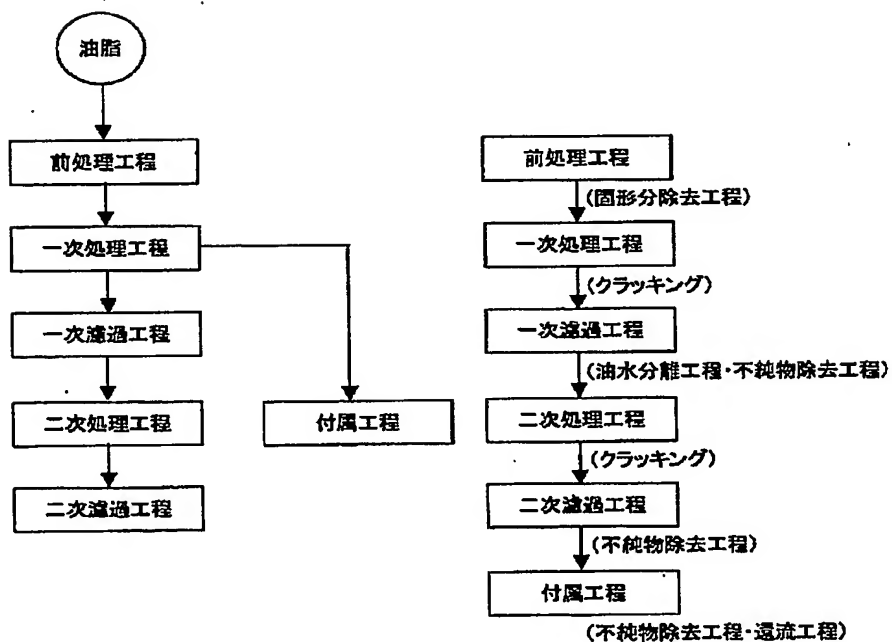 油脂
前処理工程
一次処理工程
一次濾過工程
二次処理工程
二次濾過工程
付属工程
前処理工程
(固形分除去工程)
一次処理工程
(クラッキング)
一次濾過工程
(油水分離工程・不純物除去工程)
二次処理工程
(クラッキング)
二次濾過工程
(不純物除去工程)
付属工程
(不純物除去工程・還流工程)